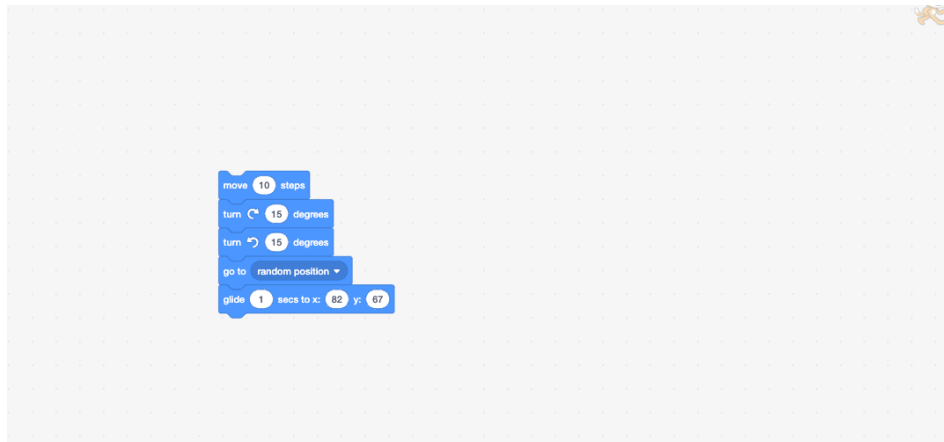 move 10 steps
turn 15 degrees
turn 15 degrees
go to random position
glide 1 secs to x: 82 y: 67